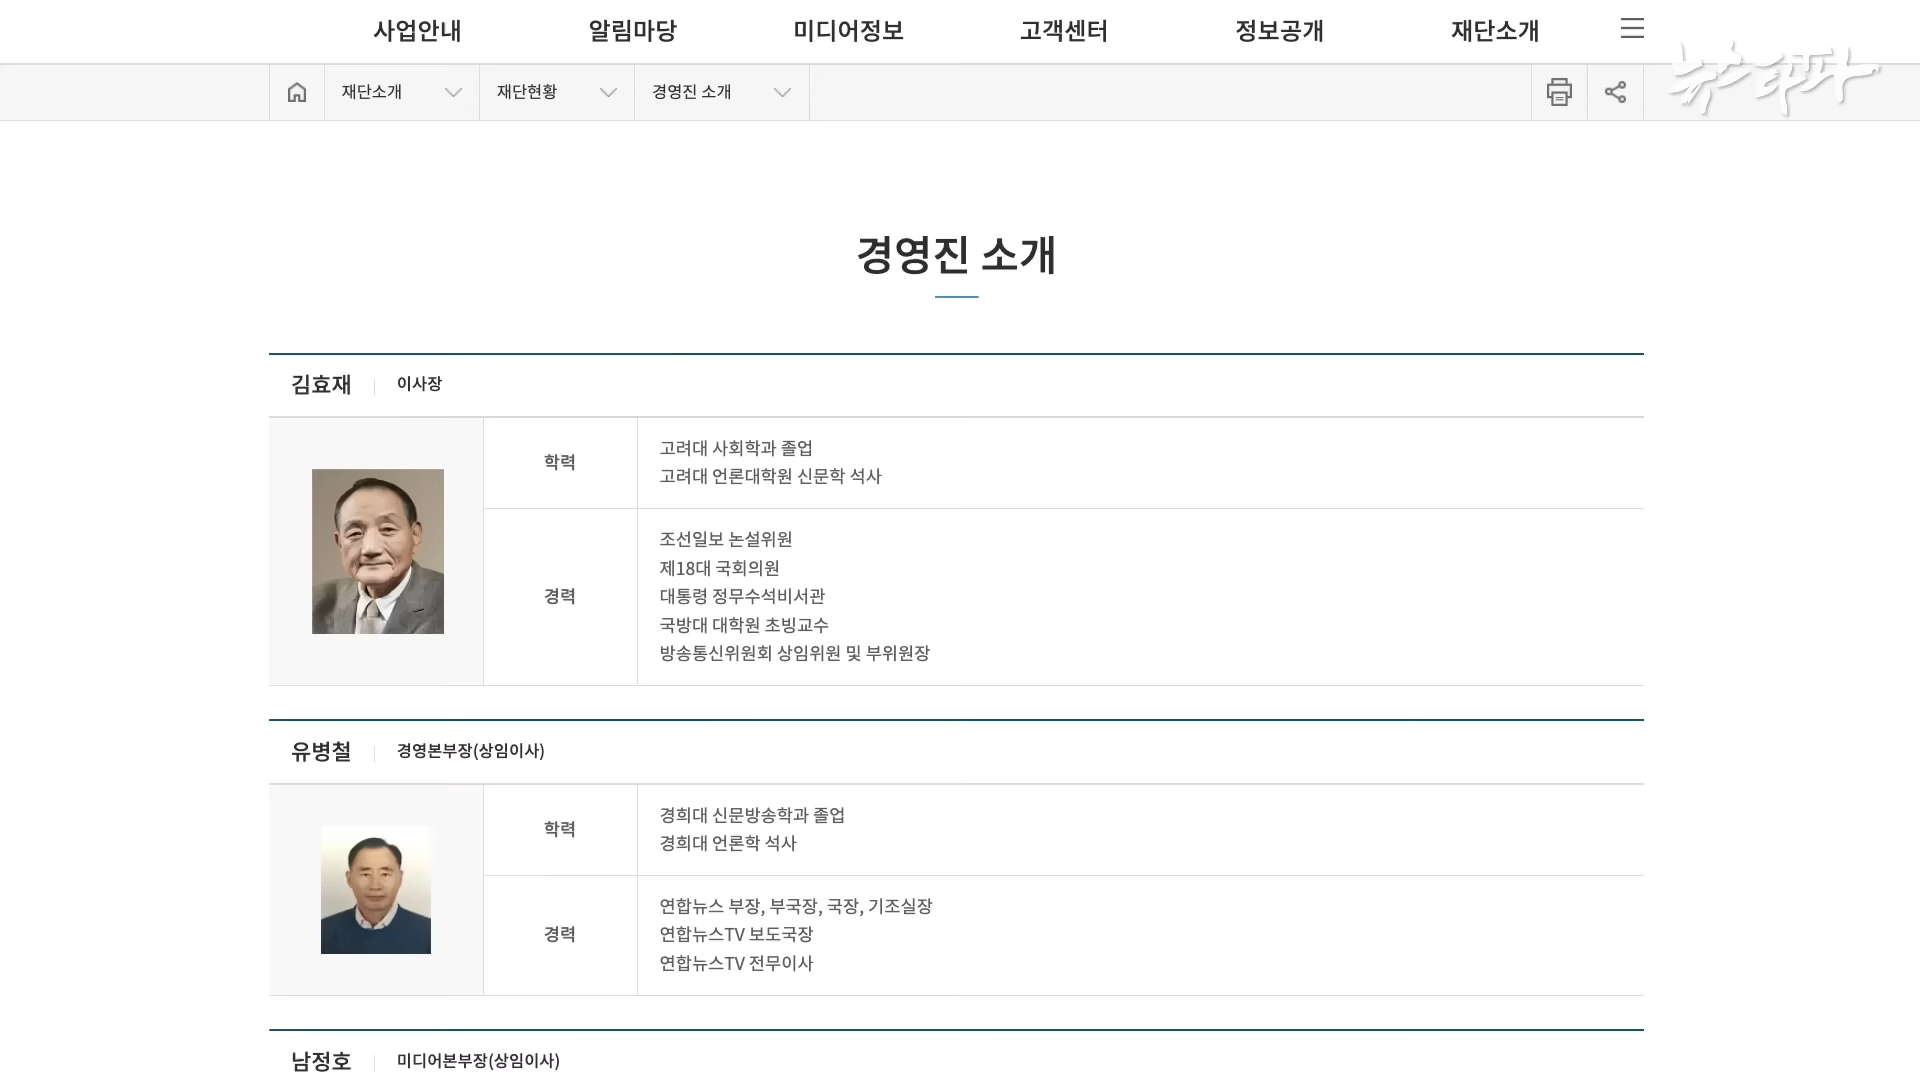 사업안내 알림마당 미디어정보 고객센터 정보공개 재단소개
뉴스타파
재단소개 재단현황 경영진 소개
경영진 소개
김효재 이사장
학력
고려대 사회학과 졸업
고려대 언론대학원 신문학 석사
경력
조선일보 논설위원
제18대 국회의원
대통령 정무수석비서관
국방대 대학원 초빙교수
방송통신위원회 상임위원 및 부위원장
유병철 경영본부장(상임이사)
학력
경희대 신문방송학과 졸업
경희대 언론학 석사
경력
연합뉴스 부장, 부국장, 국장, 기조실장
연합뉴스TV 보도국장
연합뉴스TV 전무이사
남정호 미디어본부장(상임이사)